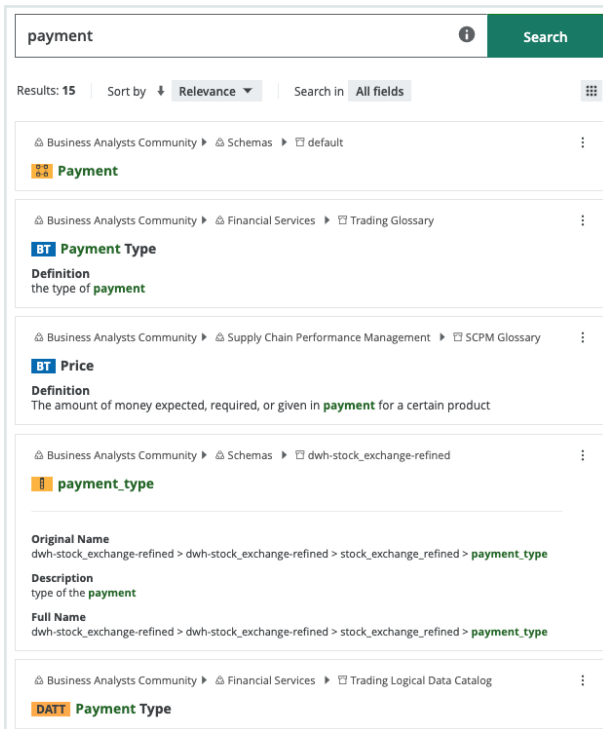 payment
Search
Results: 15 Sort by Relevance Search in All fields
Business Analysts Community Schemas default
Payment
Business Analysts Community Financial Services Trading Glossary
BT Payment Type
Definition
the type of payment
Business Analysts Community Supply Chain Performance Management SCPM Glossary
BT Price
Definition
The amount of money expected, required, or given in payment for a certain product
Business Analysts Community Schemas dwh-stock_exchange-refined
payment_type
Original Name
dwh-stock_exchange-refined > dwh-stock_exchange-refined > stock_exchange_refined > payment_type
Description
type of the payment
Full Name
dwh-stock_exchange-refined > dwh-stock_exchange-refined > stock_exchange_refined > payment_type
Business Analysts Community Financial Services Trading Logical Data Catalog
DATT Payment Type